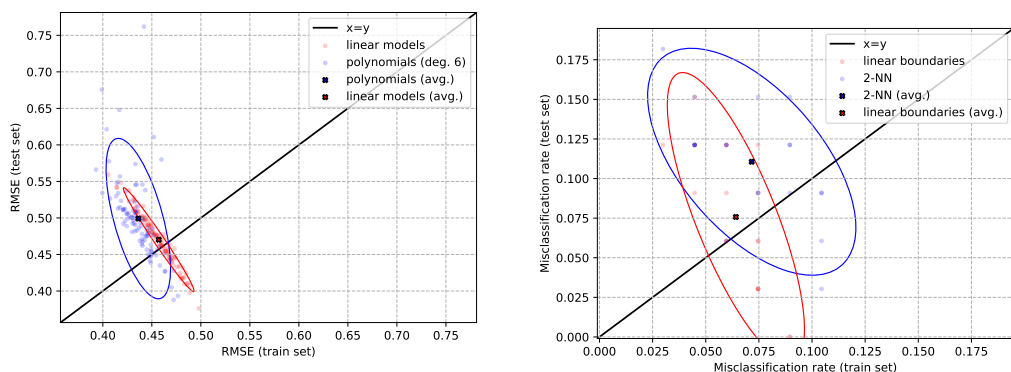 x=y
linear models
polynomials (deg. 6)
polynomials (avg.)
linear models (avg.)
RMSE (test set)
0.75
0.70
0.65
0.60
0.55
0.50
0.45
0.40
0.40
0.45
0.50
0.55
0.60
0.65
0.70
0.75
RMSE (train set)
x=y
linear boundaries
2-NN
2-NN (avg.)
linear boundaries (avg.)
Misclassification rate (test set)
0.175
0.150
0.125
0.100
0.075
0.050
0.025
0.000
0.000
0.025
0.050
0.075
0.100
0.125
0.150
0.175
Misclassification rate (train set)